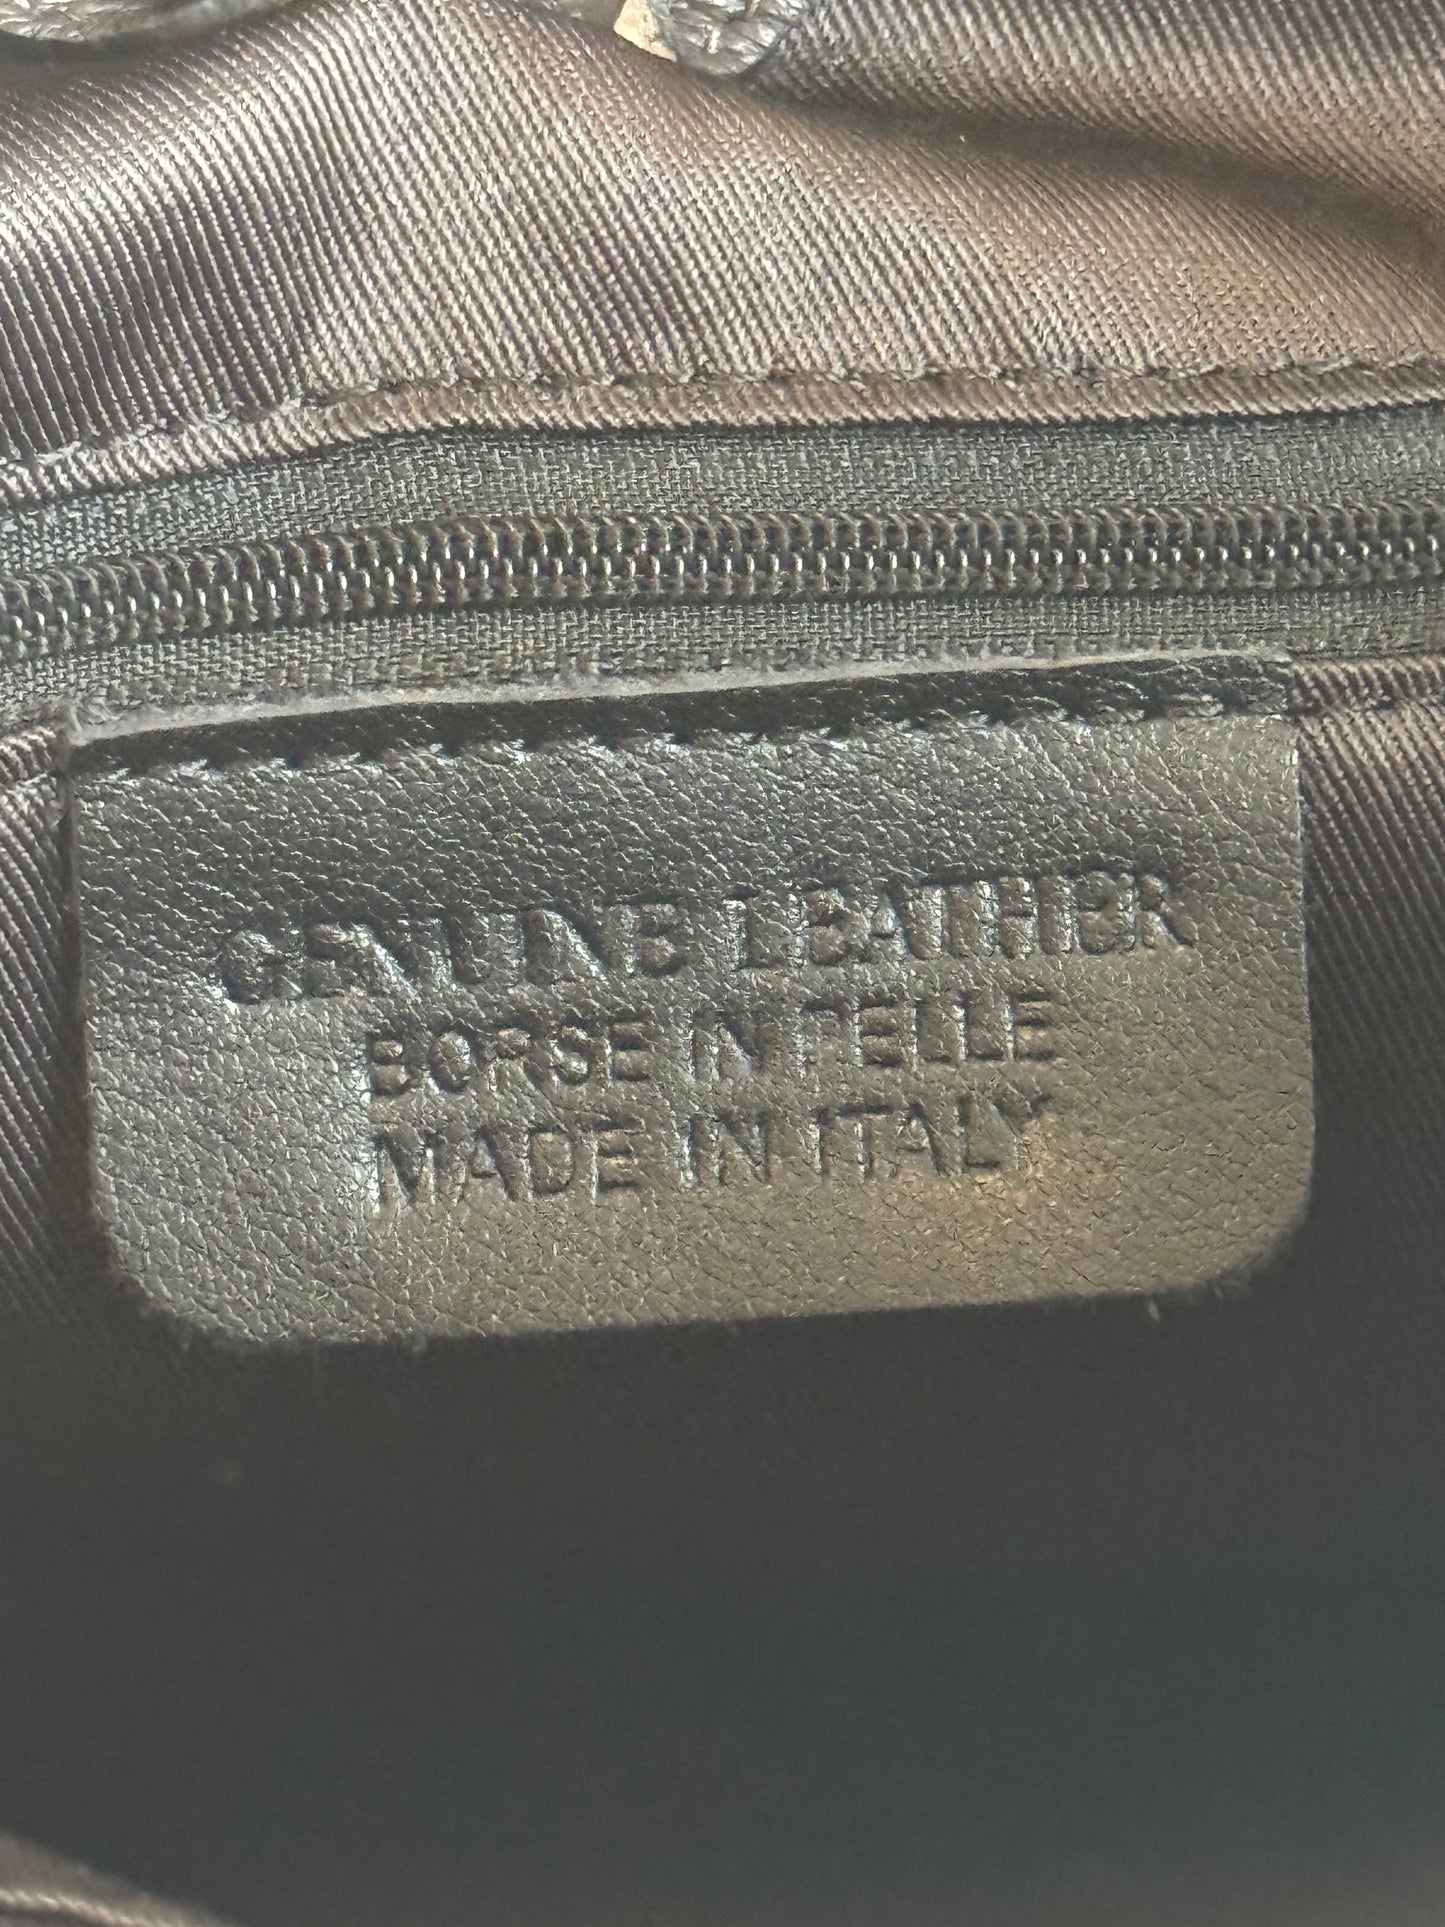 GENUINE LEATHER
BORSE IN PELLE
MADE IN ITALY